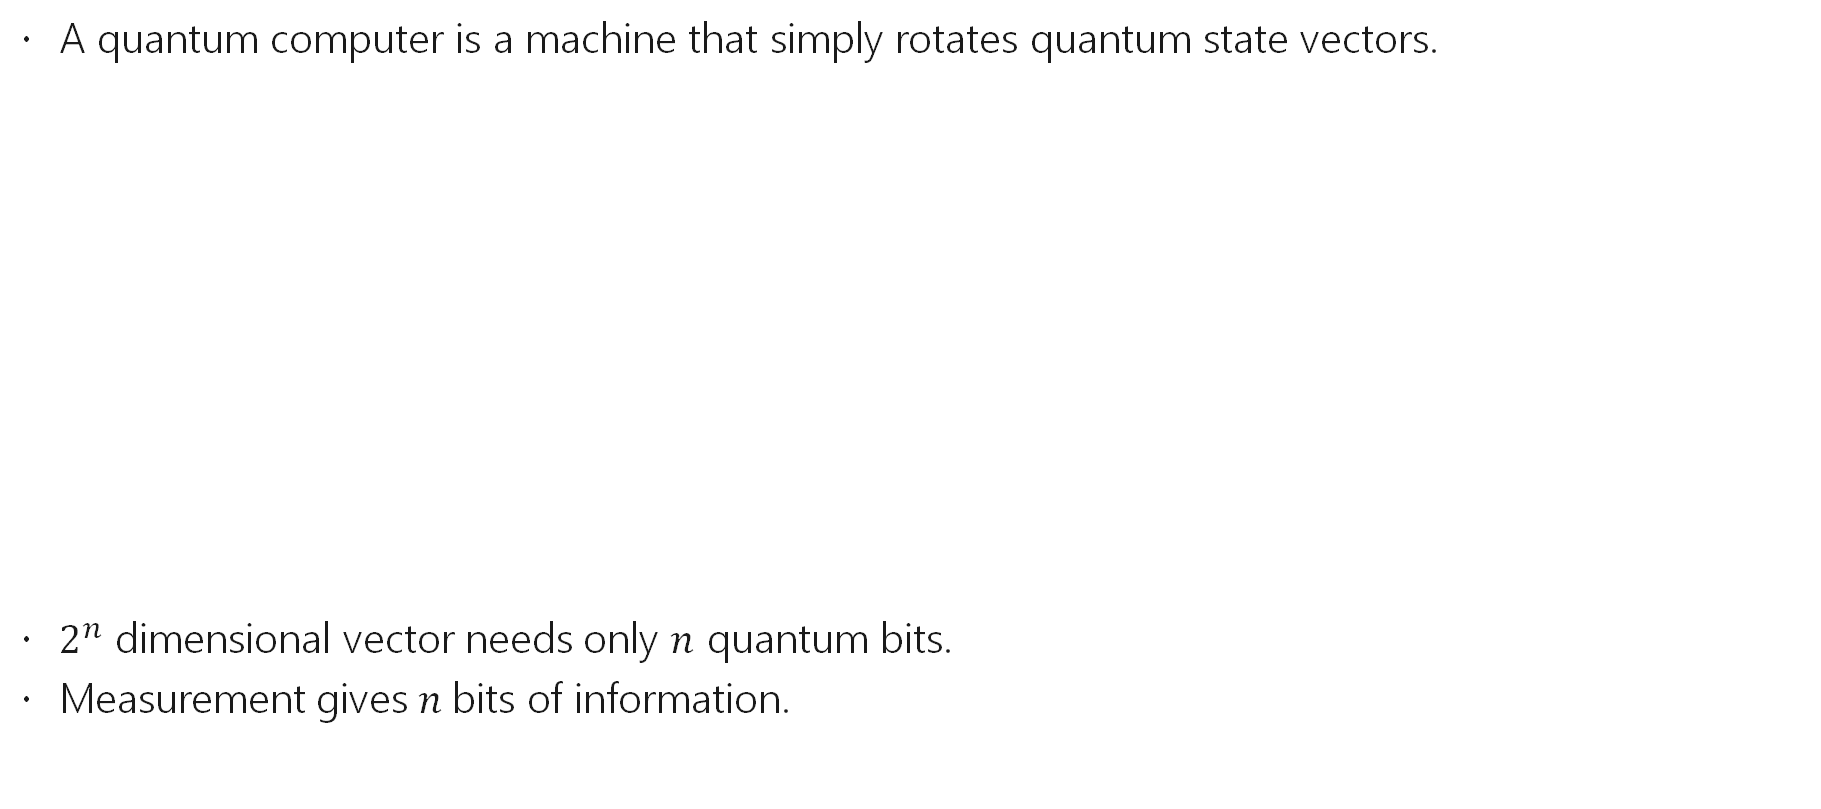 · A quantum computer is a machine that simply rotates quantum state vectors.
· 2ⁿ dimensional vector needs only n quantum bits.
· Measurement gives n bits of information.